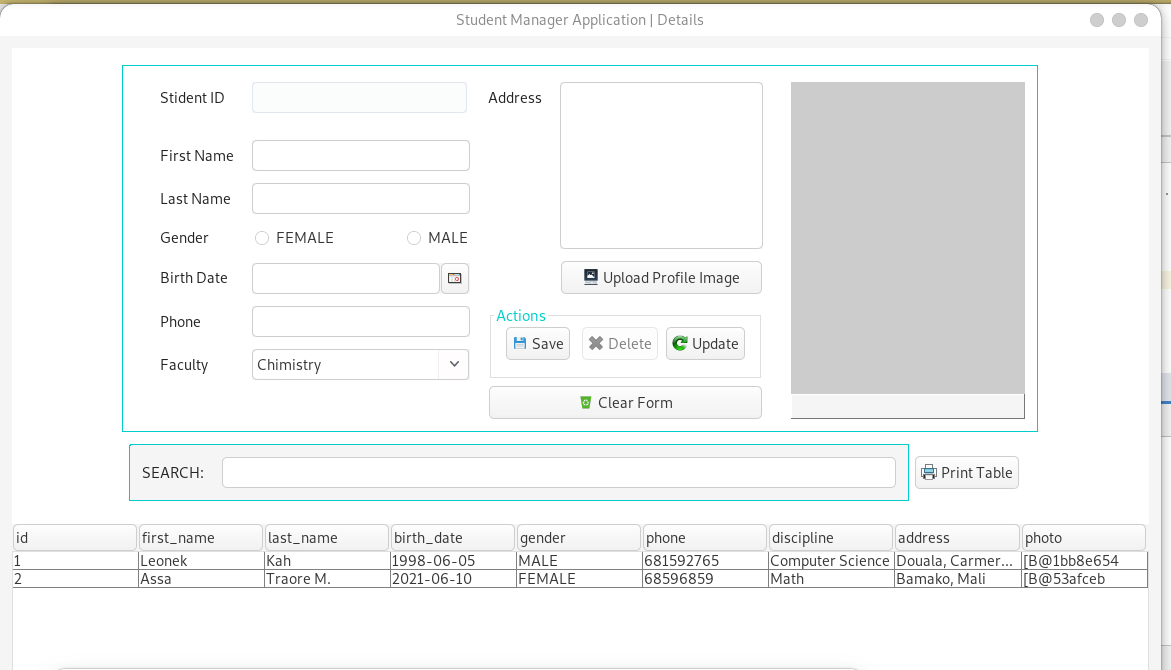 Student Manager Application | Details
Stident ID
Address
First Name
Last Name
Gender
FEMALE
MALE
Birth Date
Upload Profile Image
Phone
Actions
Save
Delete
Update
Faculty
Chimistry
Clear Form
SEARCH:
Print Table
id first_name last_name birth_date gender phone discipline address photo
1 Leonek Kah 1998-06-05 MALE 681592765 Computer Science Douala, Carmer... [B@1bb8e654
2 Assa Traore M. 2021-06-10 FEMALE 68596859 Math Bamako, Mali [B@53afceb